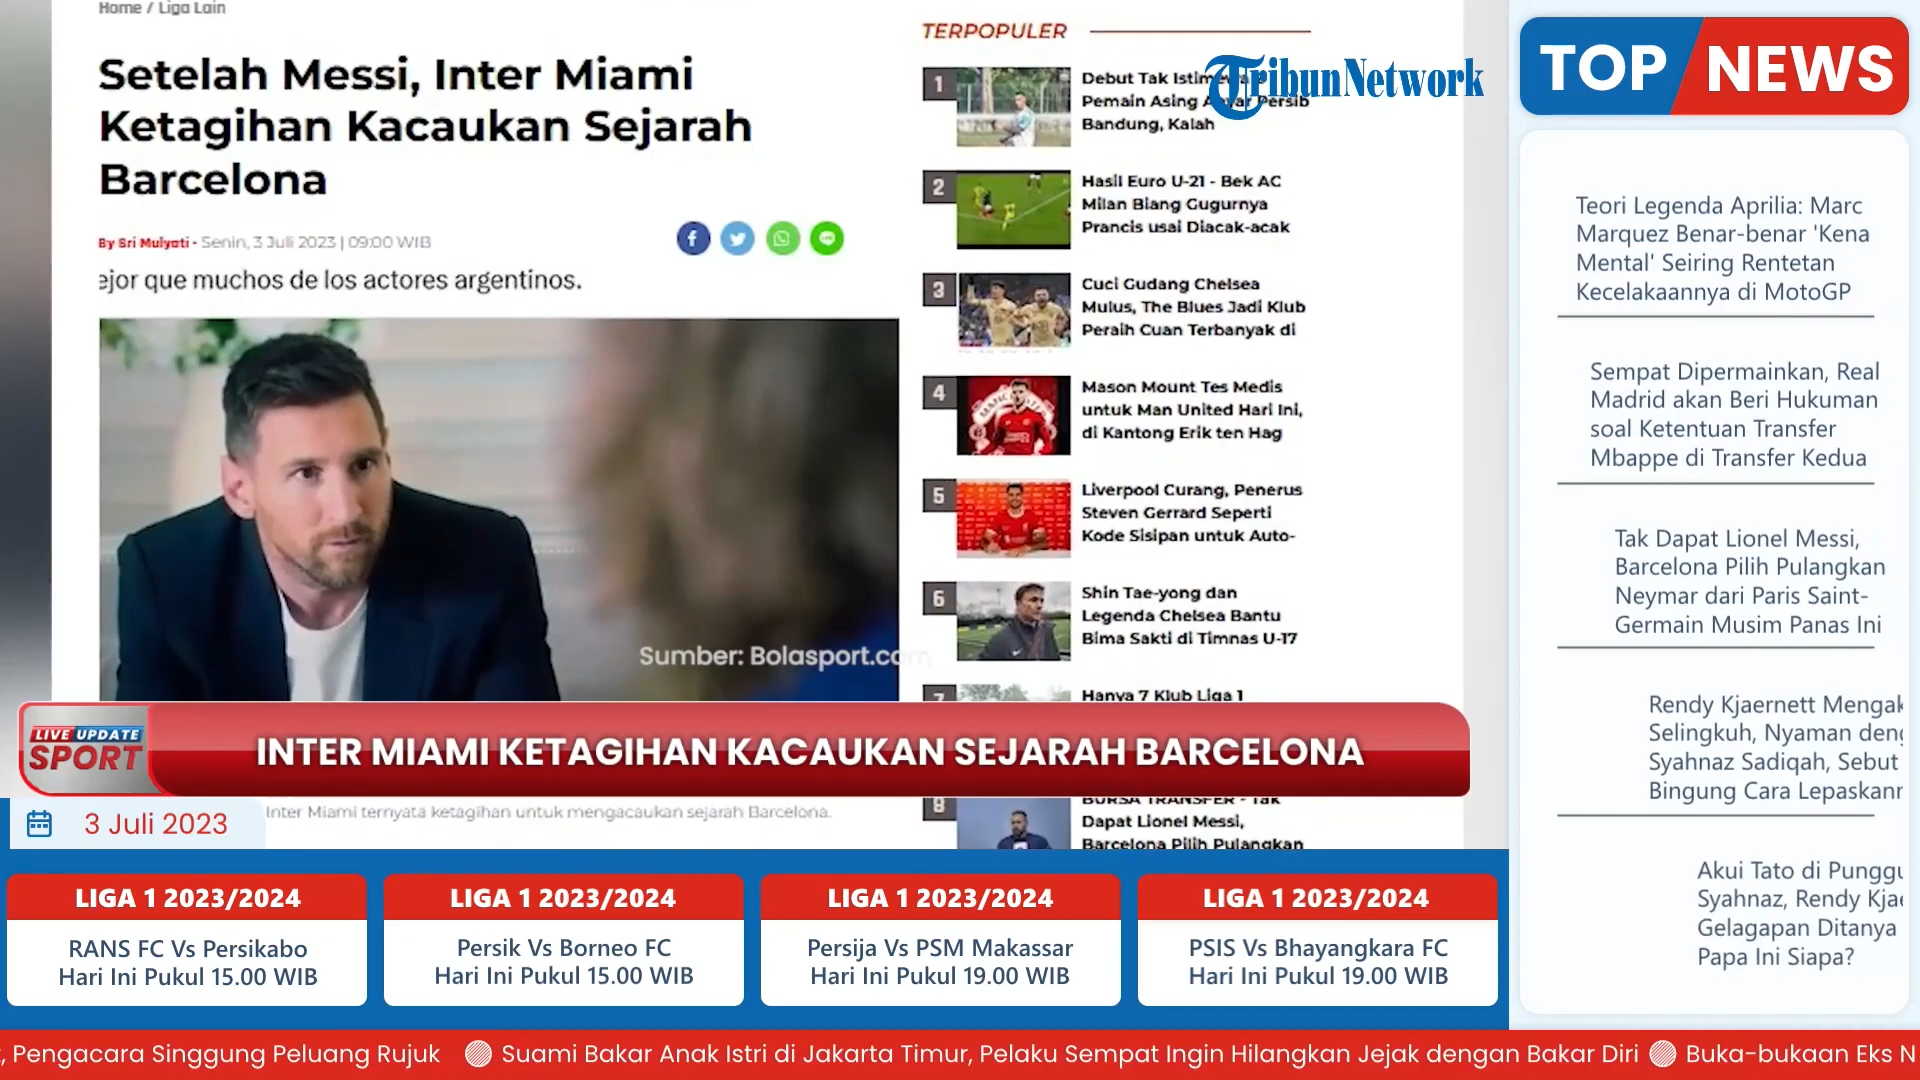 Home / Liga Lain
Setelah Messi, Inter Miami
Ketagihan Kacaukan Sejarah
Barcelona
By Sri Mulyati - Senin, 3 Juli 2023 | 09:00 WIB
ejor que muchos de los actores argentinos.
Sumber: Bolasport.com
TERPOPULER
TribunNetwork
1
Debut Tak Istimewa
Pemain Asing Anyar Persib
Bandung, Kalah
2
Hasil Euro U-21 - Bek AC
Milan Biang Gugurnya
Prancis usai Diacak-acak
3
Cuci Gudang Chelsea
Mulus, The Blues Jadi Klub
Peraih Cuan Terbanyak di
4
Mason Mount Tes Medis
untuk Man United Hari Ini,
di Kantong Erik ten Hag
5
Liverpool Curang, Penerus
Steven Gerrard Seperti
Kode Sisipan untuk Auto-
6
Shin Tae-yong dan
Legenda Chelsea Bantu
Bima Sakti di Timnas U-17
7
Hanya 7 Klub Liga 1
8
BURSA TRANSFER - Tak
Dapat Lionel Messi,
Barcelona Pilih Pulangkan
LIVE UPDATE
SPORT
INTER MIAMI KETAGIHAN KACAUKAN SEJARAH BARCELONA
3 Juli 2023
Inter Miami ternyata ketagihan untuk mengacaukan sejarah Barcelona.
LIGA 1 2023/2024
RANS FC Vs Persikabo
Hari Ini Pukul 15.00 WIB
LIGA 1 2023/2024
Persik Vs Borneo FC
Hari Ini Pukul 15.00 WIB
LIGA 1 2023/2024
Persija Vs PSM Makassar
Hari Ini Pukul 19.00 WIB
LIGA 1 2023/2024
PSIS Vs Bhayangkara FC
Hari Ini Pukul 19.00 WIB
TOP NEWS
Teori Legenda Aprilia: Marc
Marquez Benar-benar 'Kena
Mental' Seiring Rentetan
Kecelakaannya di MotoGP
Sempat Dipermainkan, Real
Madrid akan Beri Hukuman
soal Ketentuan Transfer
Mbappe di Transfer Kedua
Tak Dapat Lionel Messi,
Barcelona Pilih Pulangkan
Neymar dari Paris Saint-
Germain Musim Panas Ini
Rendy Kjaernett Mengak
Selingkuh, Nyaman deng
Syahnaz Sadiqah, Sebut
Bingung Cara Lepaskann
Akui Tato di Punggu
Syahnaz, Rendy Kjae
Gelagapan Ditanya
Papa Ini Siapa?
, Pengacara Singgung Peluang Rujuk
Suami Bakar Anak Istri di Jakarta Timur, Pelaku Sempat Ingin Hilangkan Jejak dengan Bakar Diri
Buka-bukaan Eks N